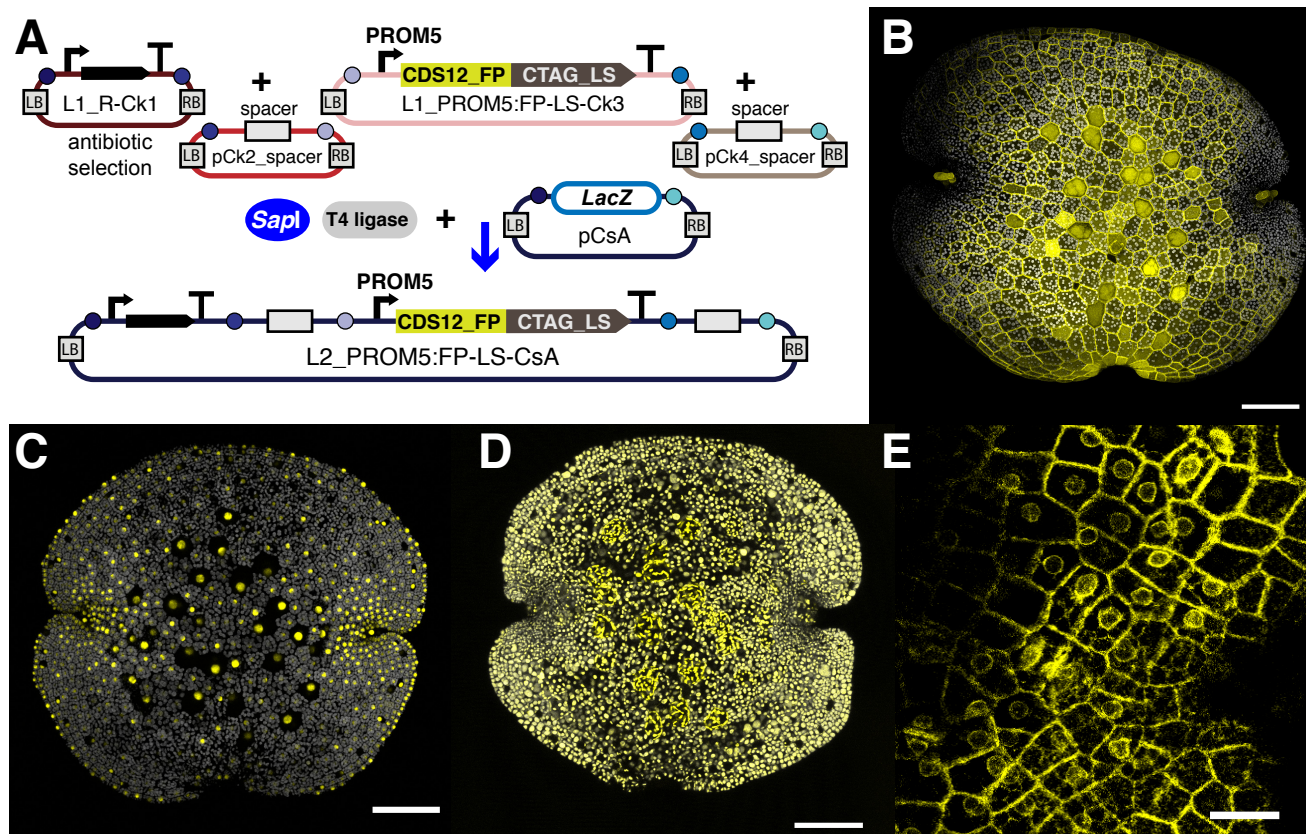 A
PROM5
CDS12_FP CTAG_LS
LB L1_R-Ck1 RB
antibiotic
selection
+
spacer
LB pCk2_spacer RB
LB L1_PROM5:FP-LS-Ck3 RB
+
spacer
LB pCk4_spacer RB
SapI T4 ligase +
LacZ
LB pCsA RB
PROM5
CDS12_FP CTAG_LS
LB L2_PROM5:FP-LS-CsA RB
B
C
D
E